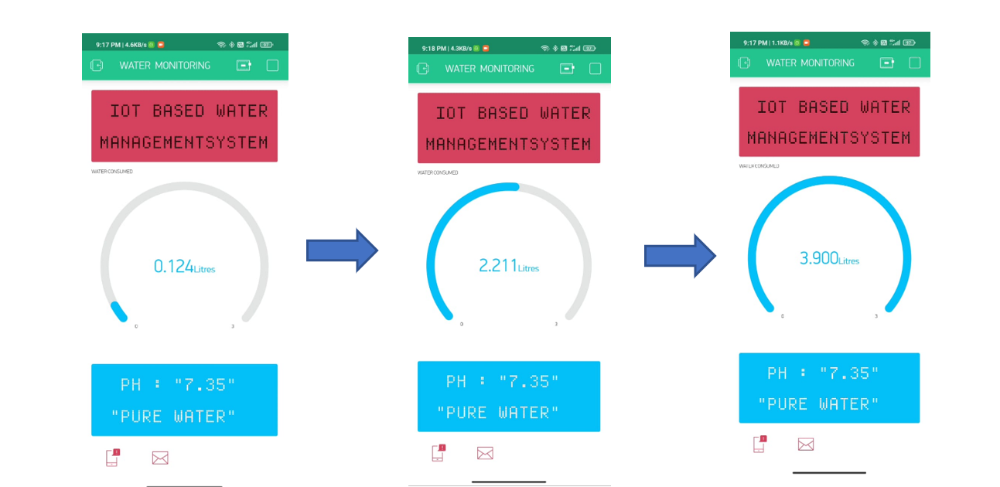 9:17 PM | 4.6KB/s
WATER MONITORING
IOT BASED WATER
MANAGEMENTSYSTEM
WATER CONSUMED
0.124Litres
0 3
PH : "7.35"
"PURE WATER"
9:18 PM | 4.3KB/s
WATER MONITORING
IOT BASED WATER
MANAGEMENTSYSTEM
WATER CONSUMED
2.211Litres
0 3
PH : "7.35"
"PURE WATER"
9:17 PM | 1.1KB/s
WATER MONITORING
IOT BASED WATER
MANAGEMENTSYSTEM
WATER CONSUMED
3.900Litres
0 3
PH : "7.35"
"PURE WATER"